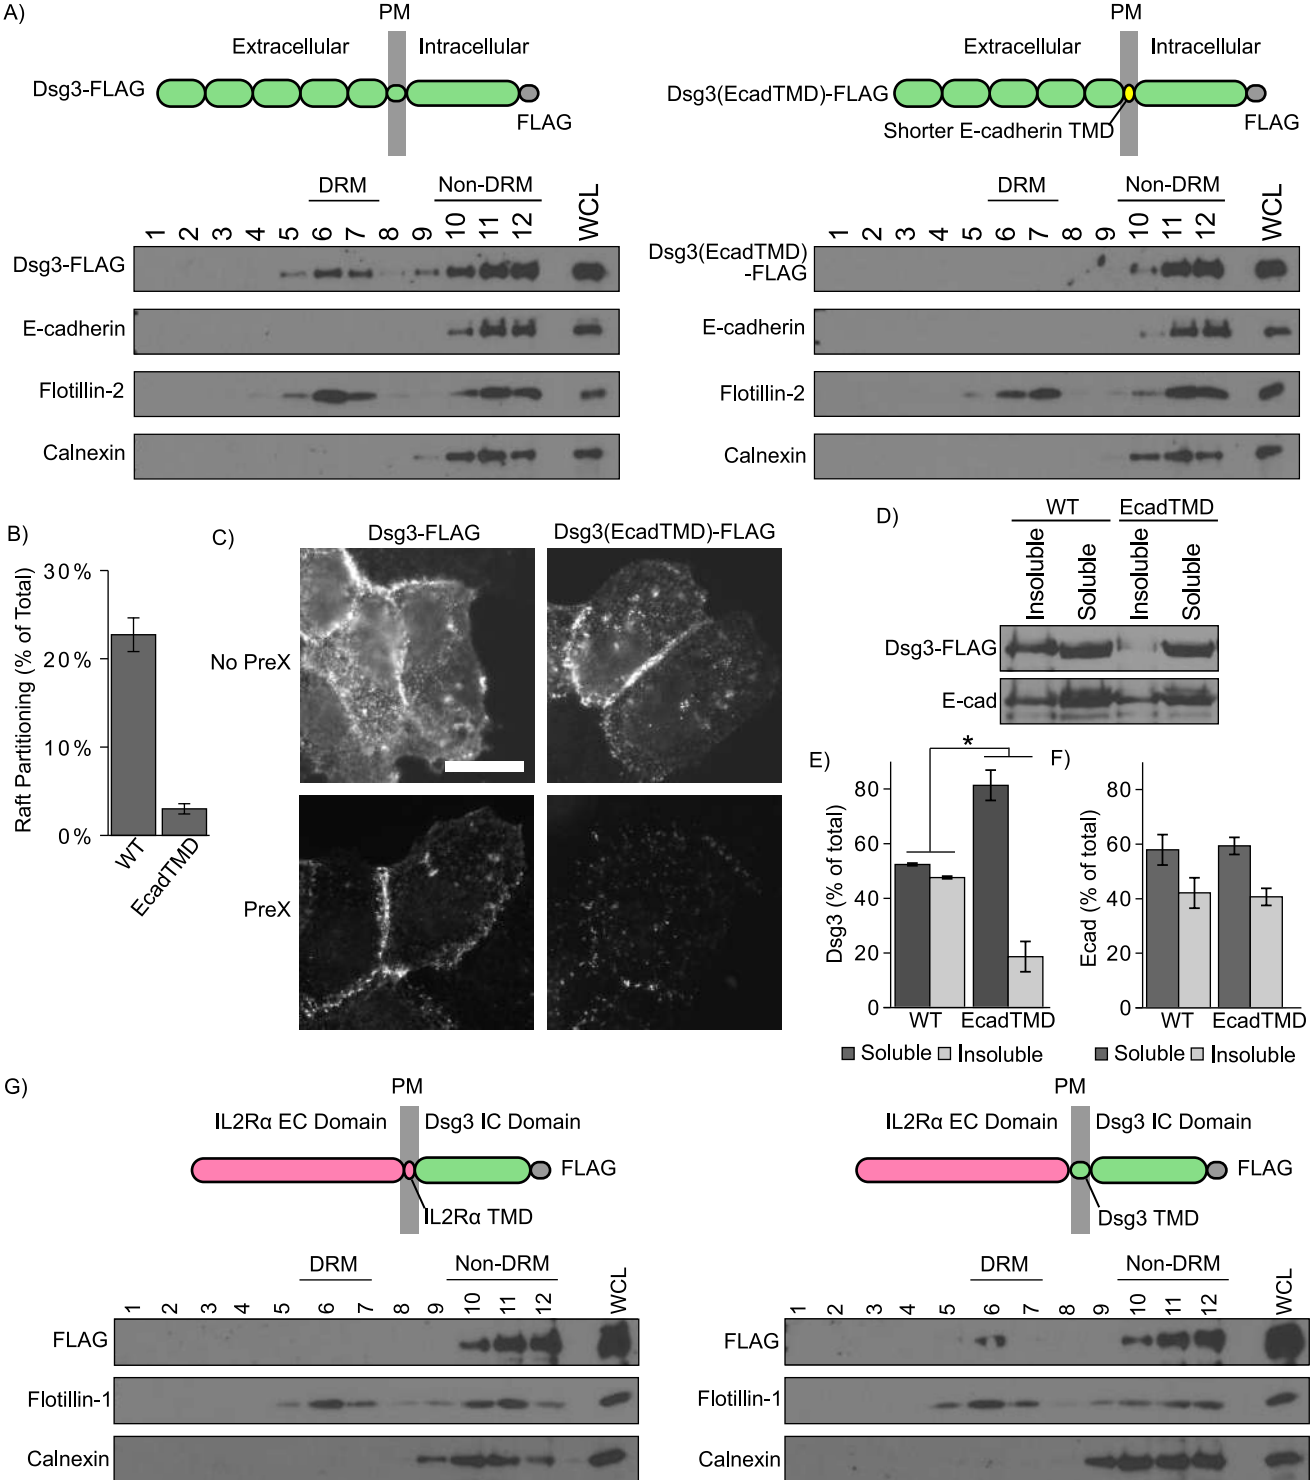 A)
PM
Extracellular
Intracellular
Dsg3-FLAG
FLAG
PM
Extracellular
Intracellular
Dsg3(EcadTMD)-FLAG
Shorter E-cadherin TMD
FLAG
DRM
Non-DRM
1 2 3 4 5 6 7 8 9 10 11 12 WCL
Dsg3-FLAG
E-cadherin
Flotillin-2
Calnexin
DRM
Non-DRM
1 2 3 4 5 6 7 8 9 10 11 12 WCL
Dsg3(EcadTMD)
-FLAG
E-cadherin
Flotillin-2
Calnexin
B)
Raft Partitioning (% of Total)
30%
20%
10%
0%
WT
EcadTMD
C)
Dsg3-FLAG
Dsg3(EcadTMD)-FLAG
No PreX
PreX
D)
WT
EcadTMD
Insoluble
Soluble
Insoluble
Soluble
Dsg3-FLAG
E-cad
E)
*
Dsg3 (% of total)
80
60
40
20
0
WT
EcadTMD
Soluble
Insoluble
F)
Ecad (% of total)
80
60
40
20
0
WT
EcadTMD
Soluble
Insoluble
G)
PM
IL2Rα EC Domain
Dsg3 IC Domain
FLAG
IL2Rα TMD
PM
IL2Rα EC Domain
Dsg3 IC Domain
FLAG
Dsg3 TMD
DRM
Non-DRM
1 2 3 4 5 6 7 8 9 10 11 12 WCL
FLAG
Flotillin-1
Calnexin
DRM
Non-DRM
1 2 3 4 5 6 7 8 9 10 11 12 WCL
FLAG
Flotillin-1
Calnexin